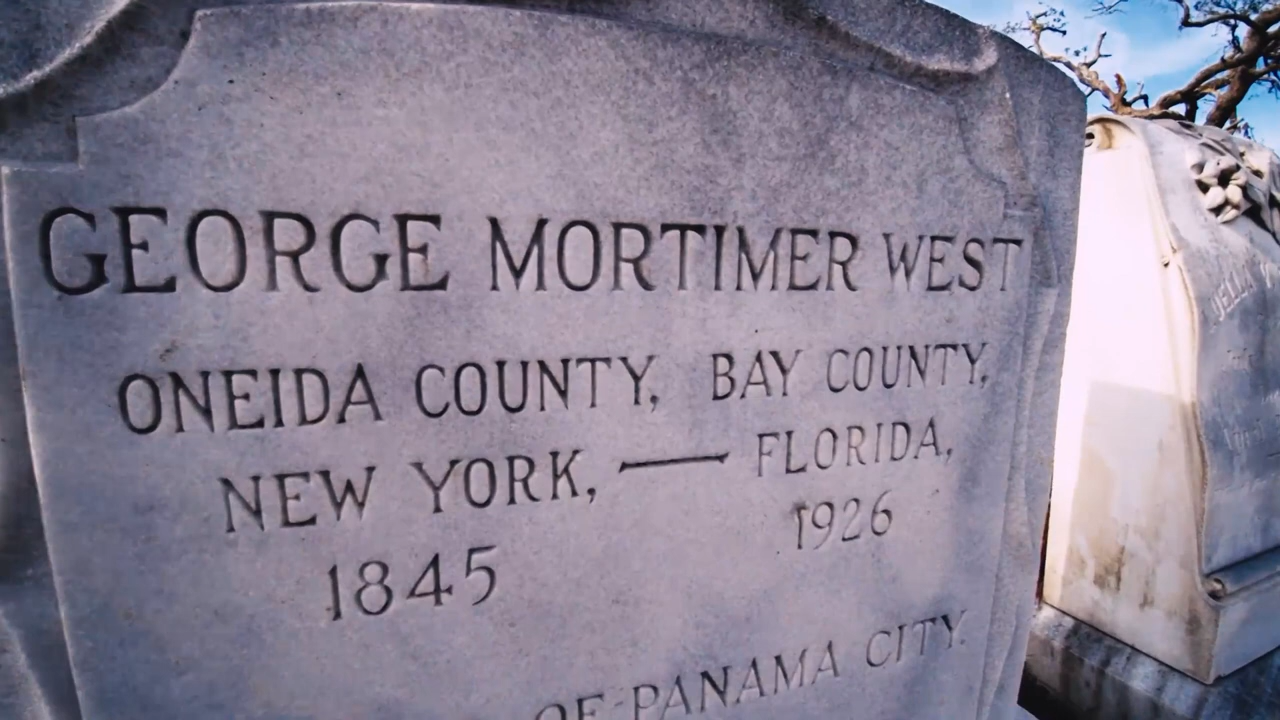 GEORGE MORTIMER WEST
ONEIDA COUNTY, BAY COUNTY,
NEW YORK, — FLORIDA,
1845 1926
OF PANAMA CITY.